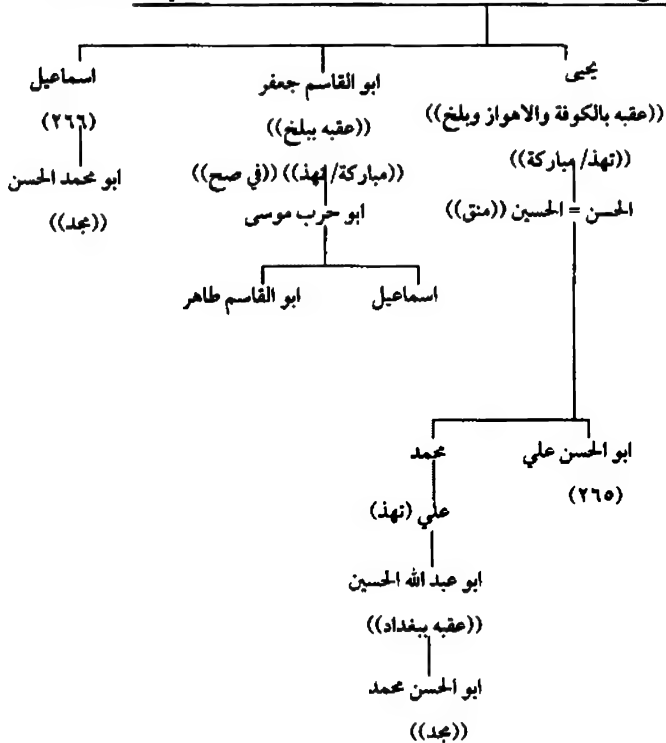 يحيى
((عقبه بالكوفة والاهواز وبلخ))
((تهذ/ مباركة))
الحسن = الحسين ((منق))
ابو الحسن علي
(٢٦٥)
محمد
علي (تهذ)
ابو عبد الله الحسين
((عقبه ببغداد))
ابو الحسن محمد
((مجد))
ابو القاسم جعفر
((عقبه ببلخ))
((مباركة/ تهذ)) ((في صح))
ابو حرب موسى
اسماعيل
ابو القاسم طاهر
اسماعيل
(٢٦٦)
ابو محمد الحسن
((مجد))